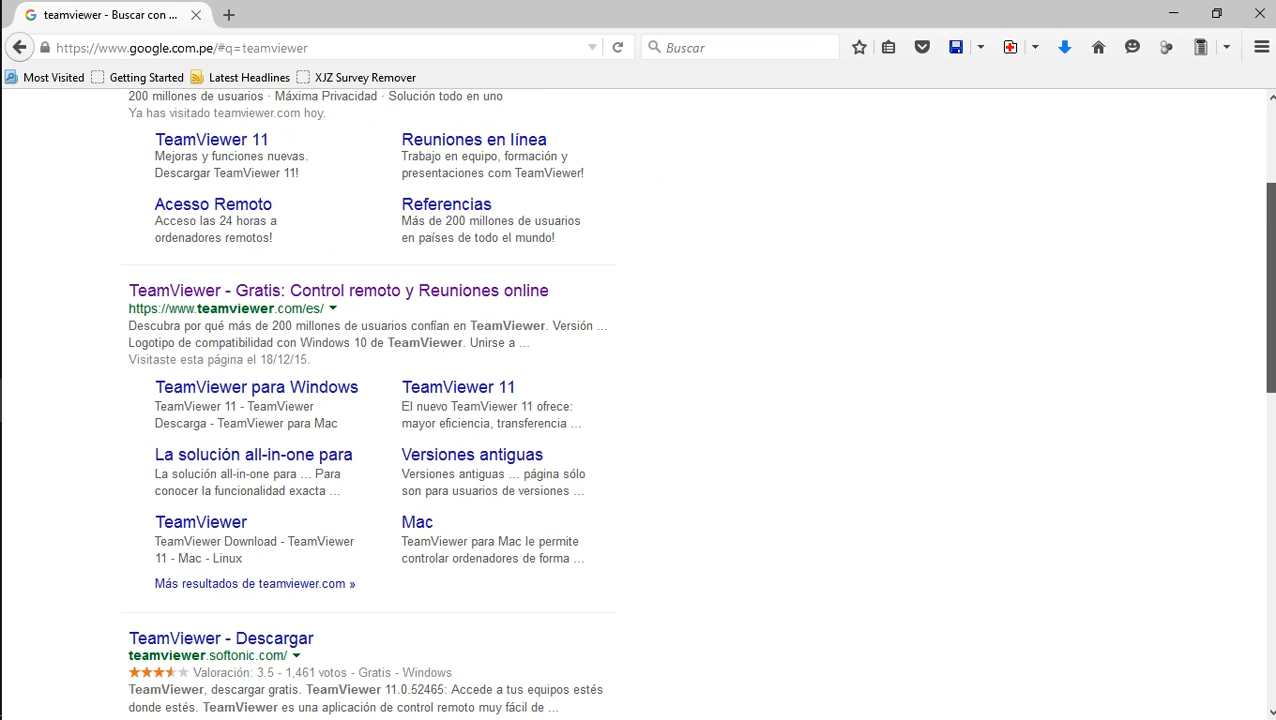 teamviewer - Buscar con ...
https://www.google.com.pe/#q=teamviewer
Buscar
Most Visited Getting Started Latest Headlines XJZ Survey Remover
200 millones de usuarios · Máxima Privacidad · Solución todo en uno
Ya has visitado teamviewer.com hoy.
TeamViewer 11
Mejoras y funciones nuevas.
Descargar TeamViewer 11!
Reuniones en línea
Trabajo en equipo, formación y
presentaciones com TeamViewer!
Acesso Remoto
Acceso las 24 horas a
ordenadores remotos!
Referencias
Más de 200 millones de usuarios
en países de todo el mundo!
TeamViewer - Gratis: Control remoto y Reuniones online
https://www.teamviewer.com/es/
Descubra por qué más de 200 millones de usuarios confían en TeamViewer. Versión ...
Logotipo de compatibilidad con Windows 10 de TeamViewer. Unirse a ...
Visitaste esta página el 18/12/15.
TeamViewer para Windows
TeamViewer 11 - TeamViewer
Descarga - TeamViewer para Mac
TeamViewer 11
El nuevo TeamViewer 11 ofrece:
mayor eficiencia, transferencia ...
La solución all-in-one para
La solución all-in-one para ... Para
conocer la funcionalidad exacta ...
Versiones antiguas
Versiones antiguas ... página sólo
son para usuarios de versiones ...
TeamViewer
TeamViewer Download - TeamViewer
11 - Mac - Linux
Mac
TeamViewer para Mac le permite
controlar ordenadores de forma ...
Más resultados de teamviewer.com »
TeamViewer - Descargar
teamviewer.softonic.com/
Valoración: 3.5 - 1,461 votos - Gratis - Windows
TeamViewer, descargar gratis. TeamViewer 11.0.52465: Accede a tus equipos estés
donde estés. TeamViewer es una aplicación de control remoto muy fácil de ...